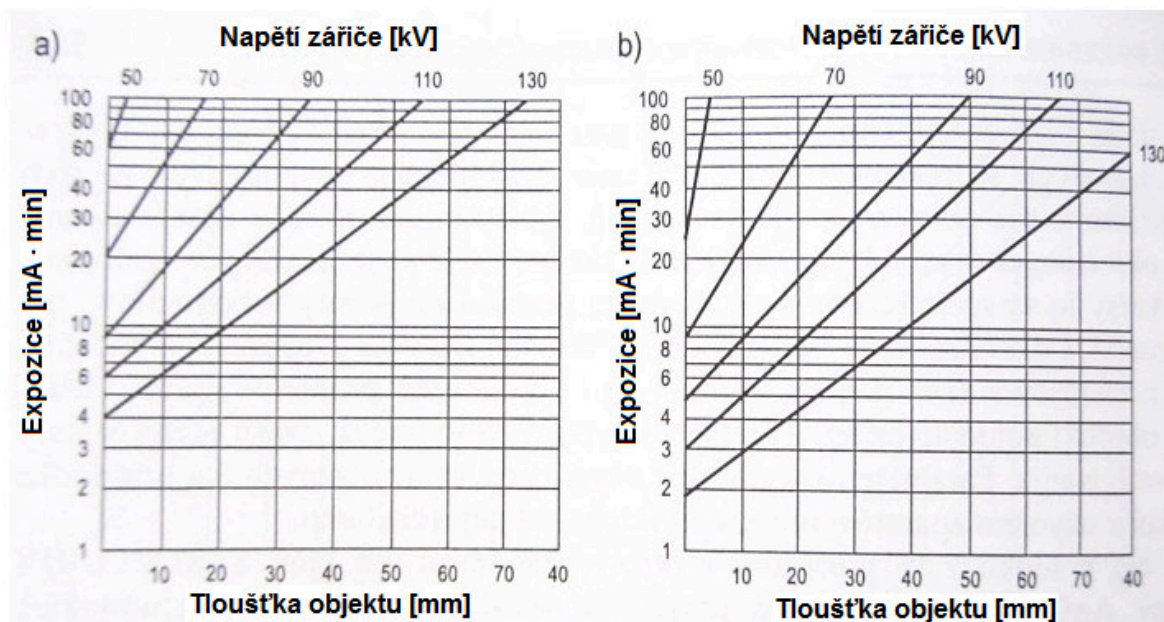 a)
Napětí zářiče [kV]
50 70 90 110 130
Expozice [mA · min]
100
80
60
40
30
20
10
8
6
4
3
2
1
10 20 30 40 50 60 70 40
Tloušťka objektu [mm]
b)
Napětí zářiče [kV]
50 70 90 110
130
Expozice [mA · min]
100
80
60
40
30
20
10
8
6
4
3
2
1
10 20 30 40 50 60 70 40
Tloušťka objektu [mm]